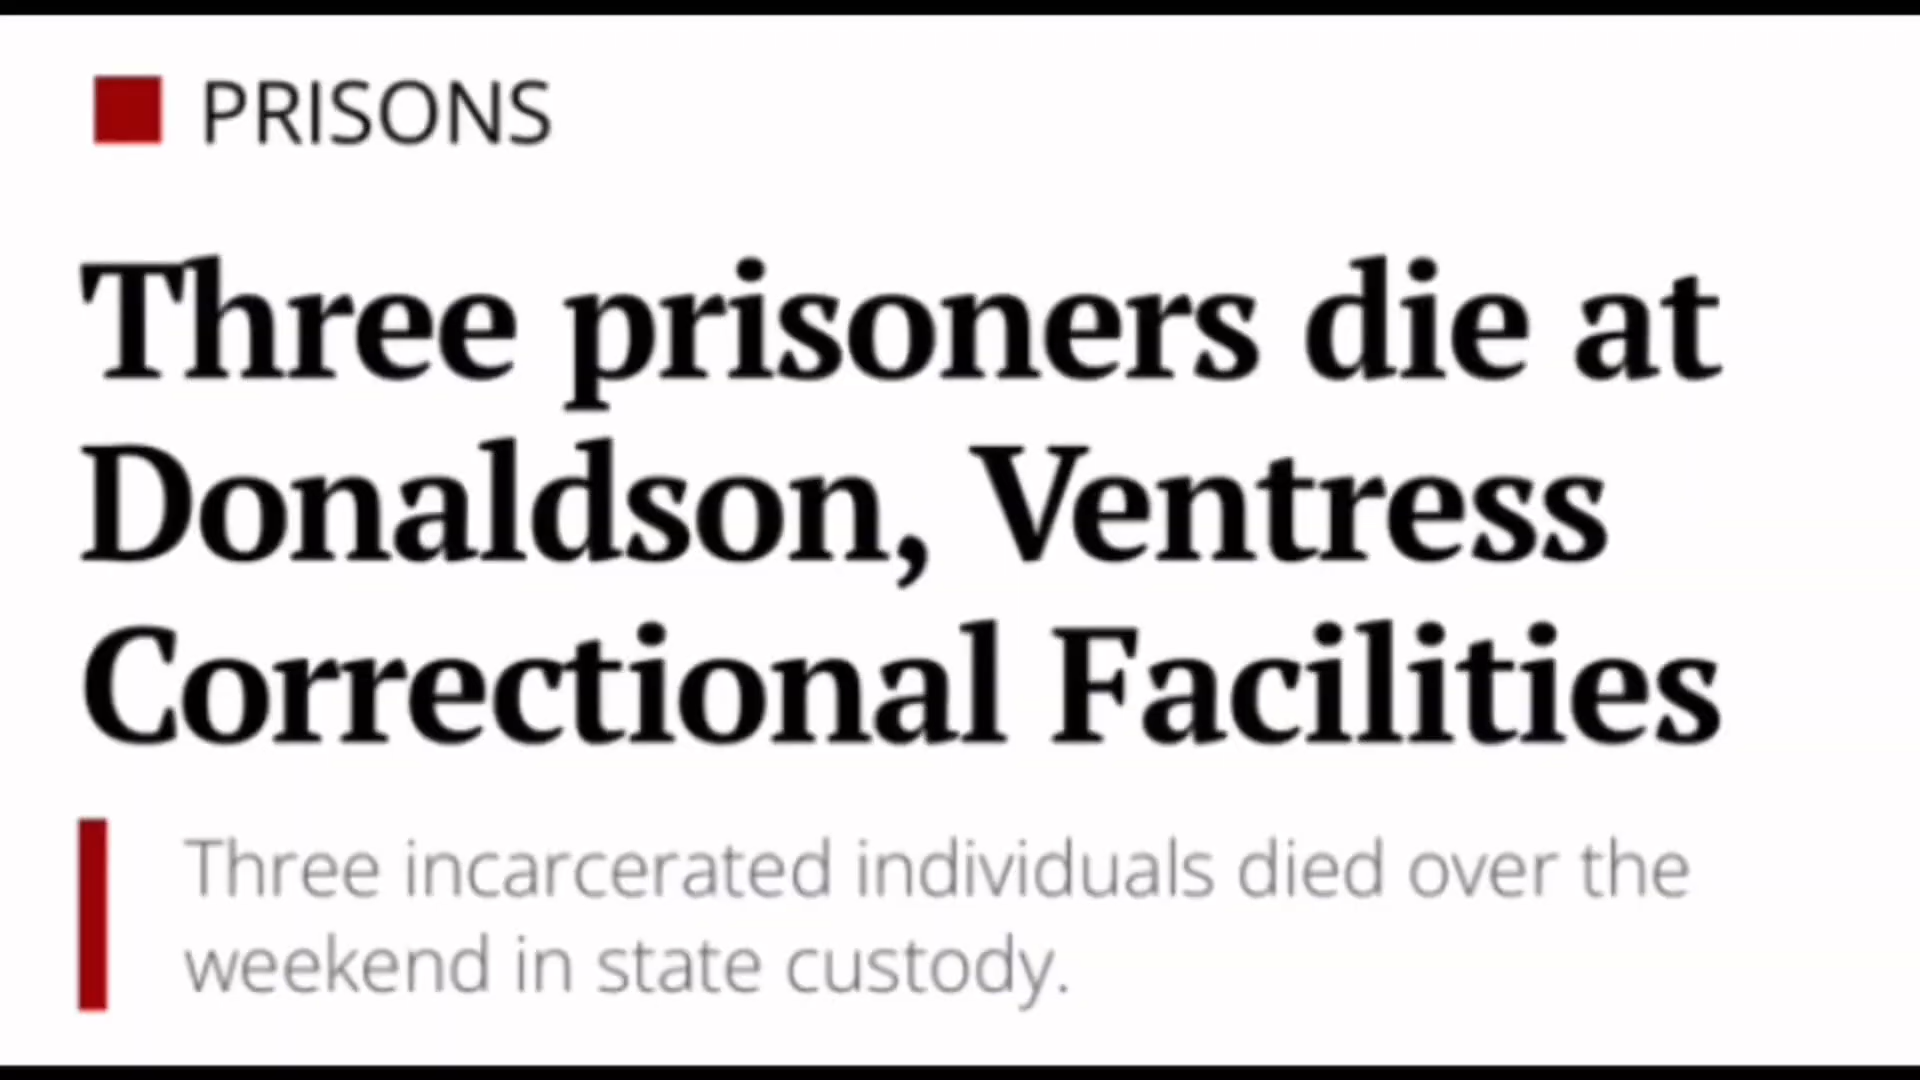 PRISONS
Three prisoners die at
Donaldson, Ventress
Correctional Facilities
Three incarcerated individuals died over the
weekend in state custody.